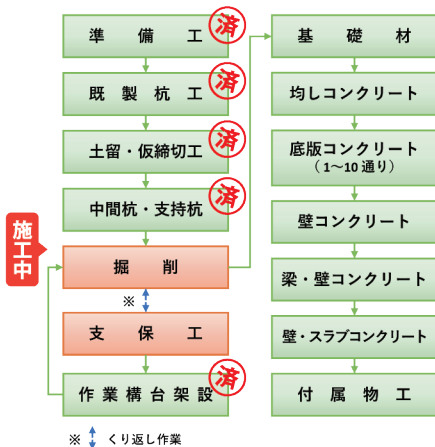 準備工
済
既製杭工
済
土留・仮締切工
済
中間杭・支持杭
済
施工中
掘削
※
支保工
作業構台架設
済
※ くり返し作業
基礎材
均しコンクリート
底版コンクリート
（1～10通り）
壁コンクリート
梁・壁コンクリート
壁・スラブコンクリート
付属物工